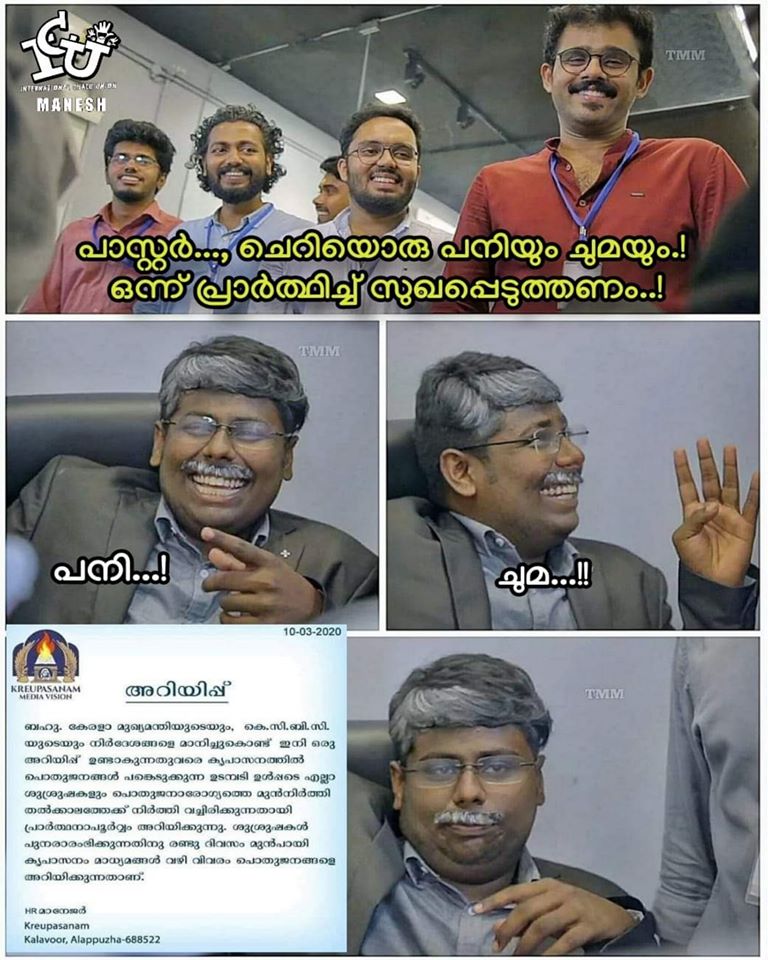 ICU
INTERNATIONAL CHALU UNION
MANESH
TMM
പാസ്റ്റർ..., ചെറിയൊരു പനിയും ചുമയും.!
ഒന്ന് പ്രാർത്ഥിച്ച് സുഖപ്പെടുത്തണം..!
TMM
പനി...!
ചുമ...!!
10-03-2020
KREUPASANAM
MEDIA VISION
അറിയിപ്പ്
ബഹു. കേരളാ മുഖ്യമന്തിയുടെയും, കെ.സി.ബി.സി.
യുടെയും നിർദേശങ്ങളെ മാനിച്ചുകൊണ്ട് ഇനി ഒരു
അറിയിപ്പ് ഉണ്ടാകുന്നതുവരെ കൃപാസനത്തിൽ
പൊതുജനങ്ങൾ പങ്കെടുക്കുന്ന ഉടമ്പടി ഉൾപ്പടെ എല്ലാ
ശുശ്രുഷകളും പൊതുജനാരോഗ്യത്തെ മുൻനിർത്തി
തൽക്കാലത്തേക്ക് നിർത്തി വച്ചിരിക്കുന്നതായി
പ്രാർത്ഥനാപൂർവ്വം അറിയിക്കുന്നു. ശുശ്രുഷകൾ
പുനരാരംഭിക്കുന്നതിനു രണ്ടു ദിവസം മുൻപായി
കൃപാസനം മാധ്യമങ്ങൾ വഴി വിവരം പൊതുജനങ്ങളെ
അറിയിക്കുന്നതാണ്.
HR മാനേജർ
Kreupasanam
Kalavoor, Alappuzha-688522
TMM